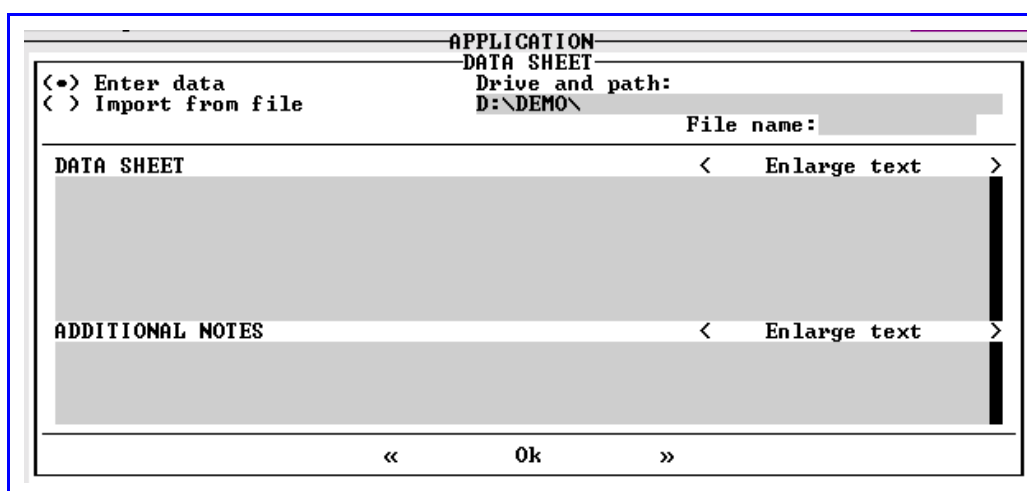 APPLICATION
DATA SHEET
(•) Enter data Drive and path:
( ) Import from file D:\DEMO\
File name:
DATA SHEET < Enlarge text >
ADDITIONAL NOTES < Enlarge text >
« Ok »